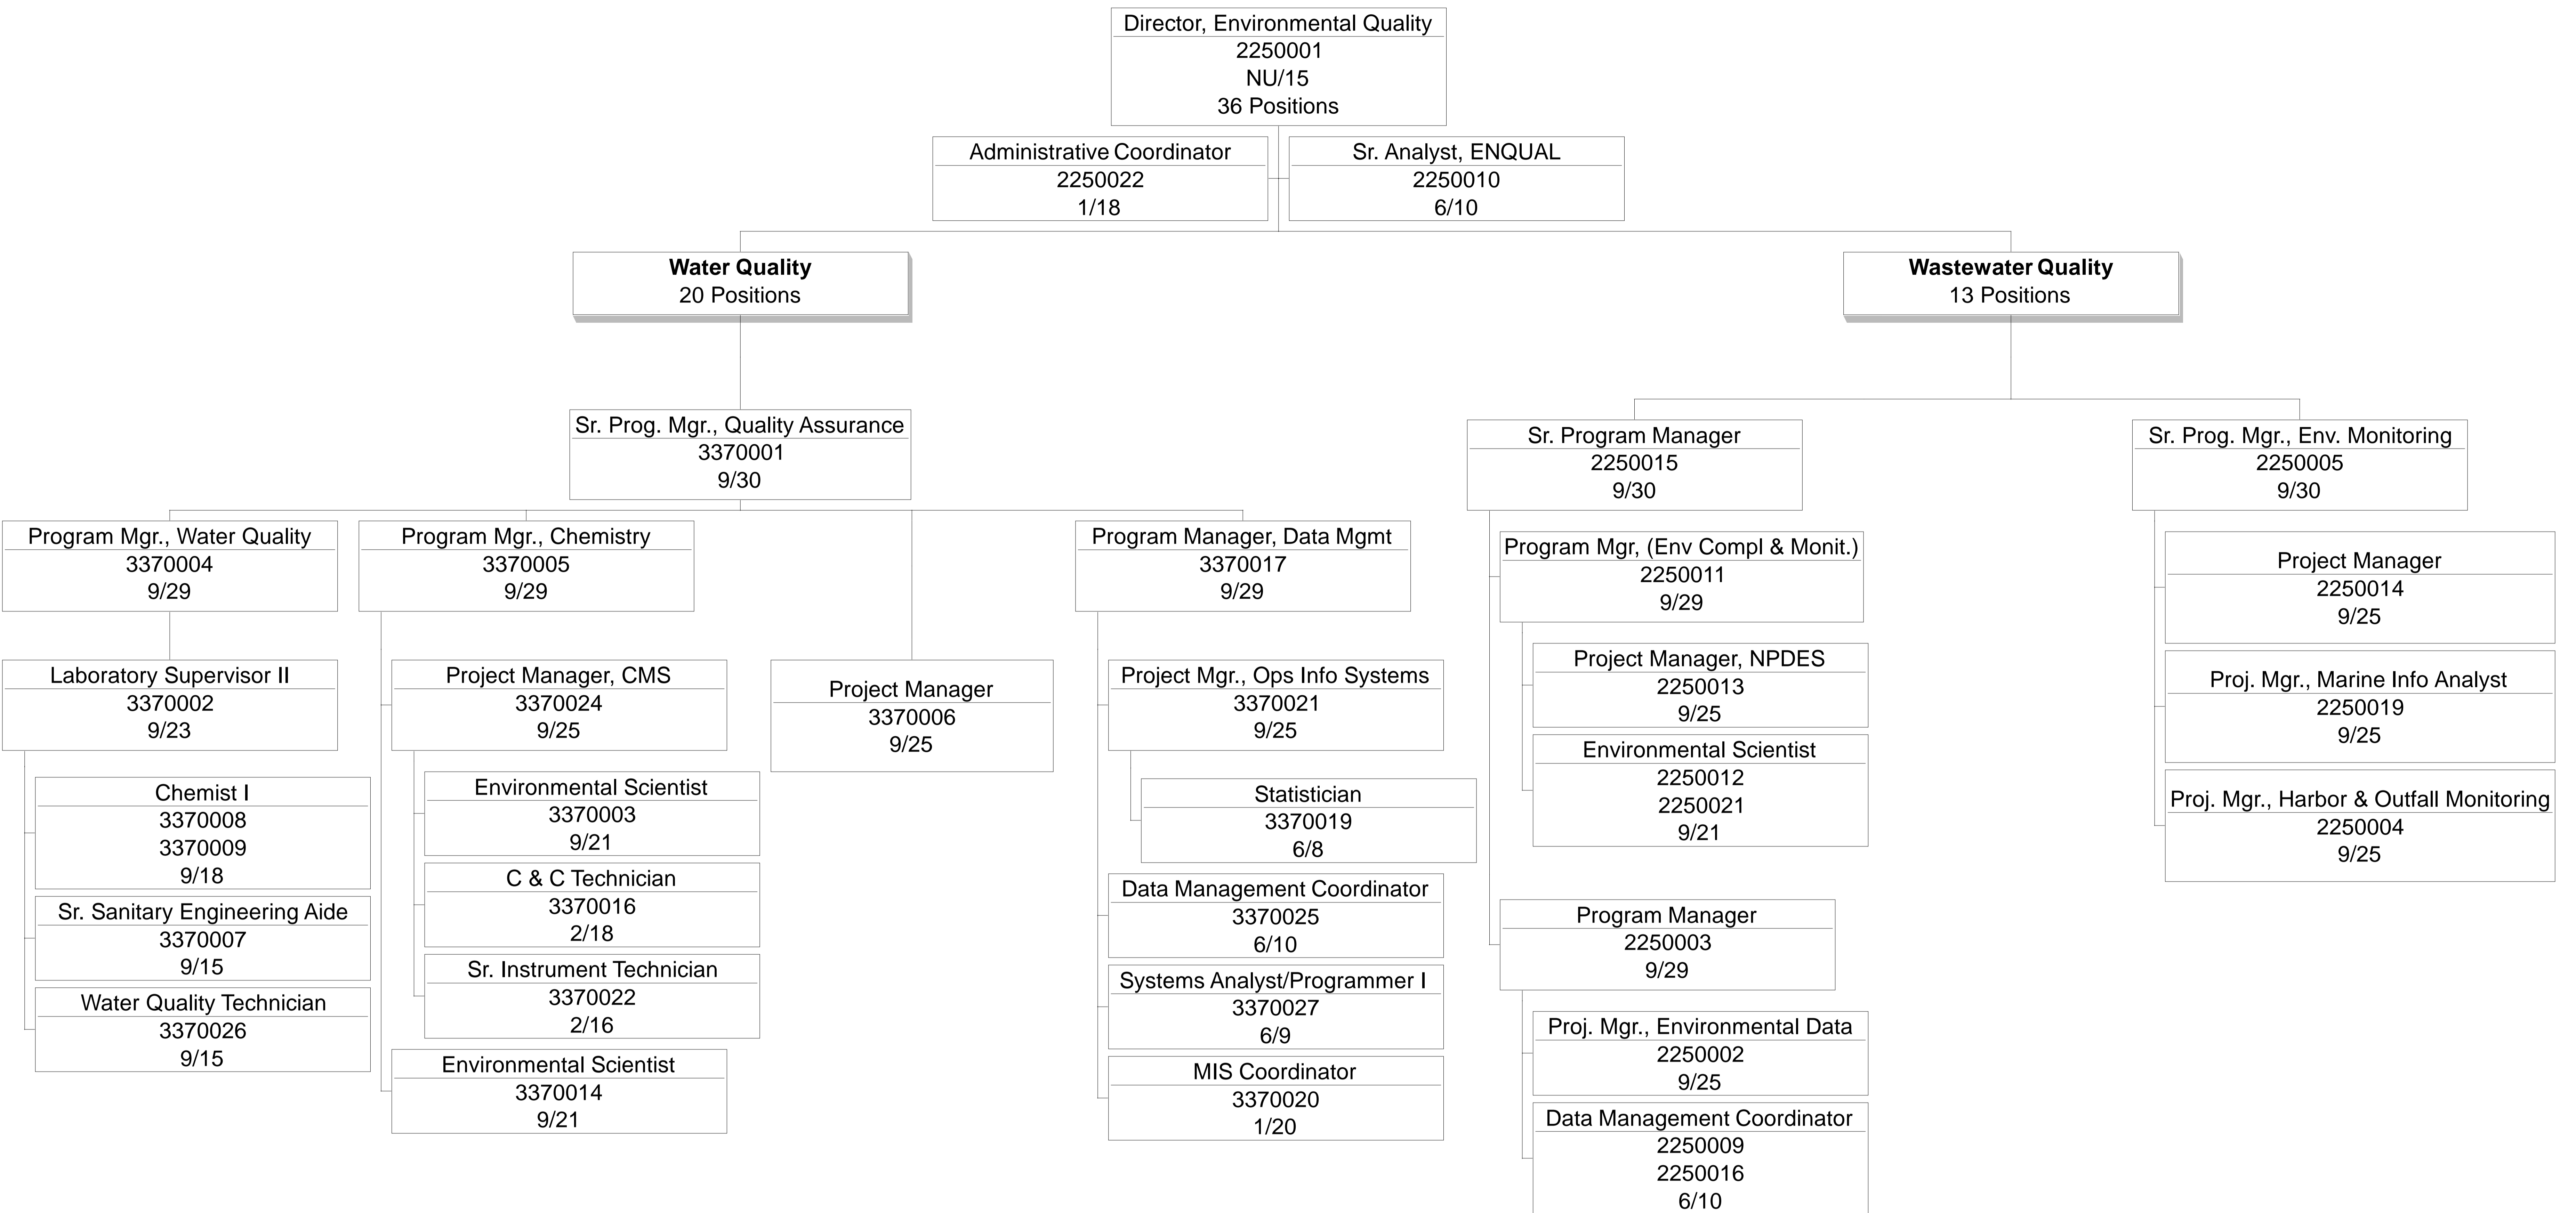 Director, Environmental Quality
2250001
NU/15
36 Positions
Administrative Coordinator
2250022
1/18
Sr. Analyst, ENQUAL
2250010
6/10
Water Quality
20 Positions
Wastewater Quality
13 Positions
Sr. Prog. Mgr., Quality Assurance
3370001
9/30
Program Mgr., Water Quality
3370004
9/29
Laboratory Supervisor II
3370002
9/23
Chemist I
3370008
3370009
9/18
Sr. Sanitary Engineering Aide
3370007
9/15
Water Quality Technician
3370026
9/15
Program Mgr., Chemistry
3370005
9/29
Project Manager, CMS
3370024
9/25
Environmental Scientist
3370003
9/21
C & C Technician
3370016
2/18
Sr. Instrument Technician
3370022
2/16
Environmental Scientist
3370014
9/21
Project Manager
3370006
9/25
Program Manager, Data Mgmt
3370017
9/29
Project Mgr., Ops Info Systems
3370021
9/25
Statistician
3370019
6/8
Data Management Coordinator
3370025
6/10
Systems Analyst/Programmer I
3370027
6/9
MIS Coordinator
3370020
1/20
Sr. Program Manager
2250015
9/30
Program Mgr, (Env Compl & Monit.)
2250011
9/29
Project Manager, NPDES
2250013
9/25
Environmental Scientist
2250012
2250021
9/21
Program Manager
2250003
9/29
Proj. Mgr., Environmental Data
2250002
9/25
Data Management Coordinator
2250009
2250016
6/10
Sr. Prog. Mgr., Env. Monitoring
2250005
9/30
Project Manager
2250014
9/25
Proj. Mgr., Marine Info Analyst
2250019
9/25
Proj. Mgr., Harbor & Outfall Monitoring
2250004
9/25